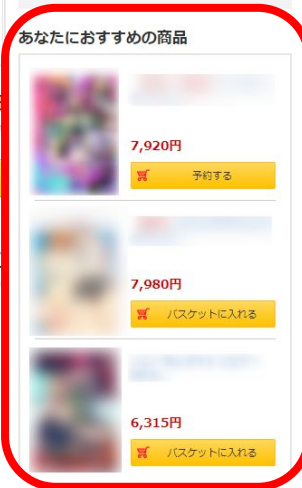 あなたにおすすめの商品
7,920円
予約する
7,980円
バスケットに入れる
6,315円
バスケットに入れる